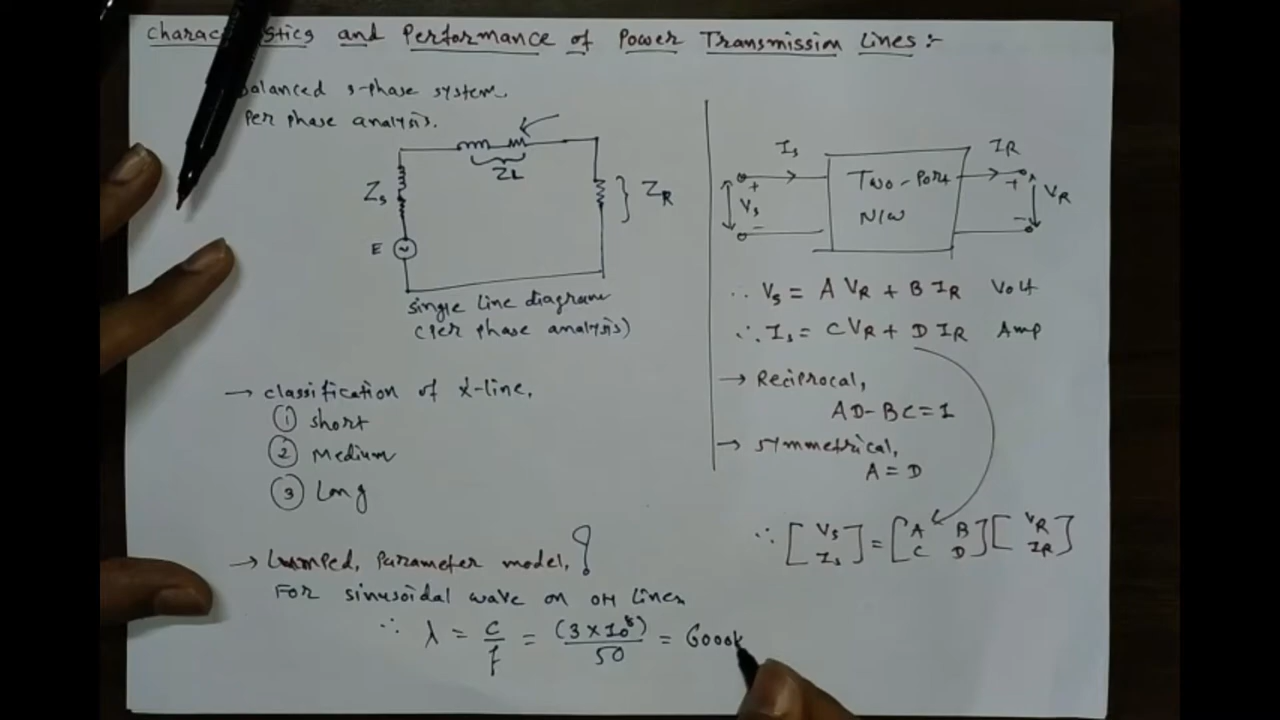 Characteristics and Performance of Power Transmission Lines :-
Balanced 3-phase system.
Per phase analysis.
ZL
Zs
ZR
E
single line diagram
(Per phase analysis)
→ classification of x-line,
① short
② Medium
③ Long
→ Lumped, Parameter model, ?
For sinusoidal wave on OH Lines
∴ λ = c/f = (3 × 10⁸)/50 = 6000k
Is
IR
Two-Port
N/W
+
Vs
-
+
VR
-
∴ Vs = A VR + B IR Volt
∴ Is = C VR + D IR Amp
→ Reciprocal,
AD - BC = 1
→ Symmetrical,
A = D
∴ [Vs Is] = [A B C D] [VR IR]